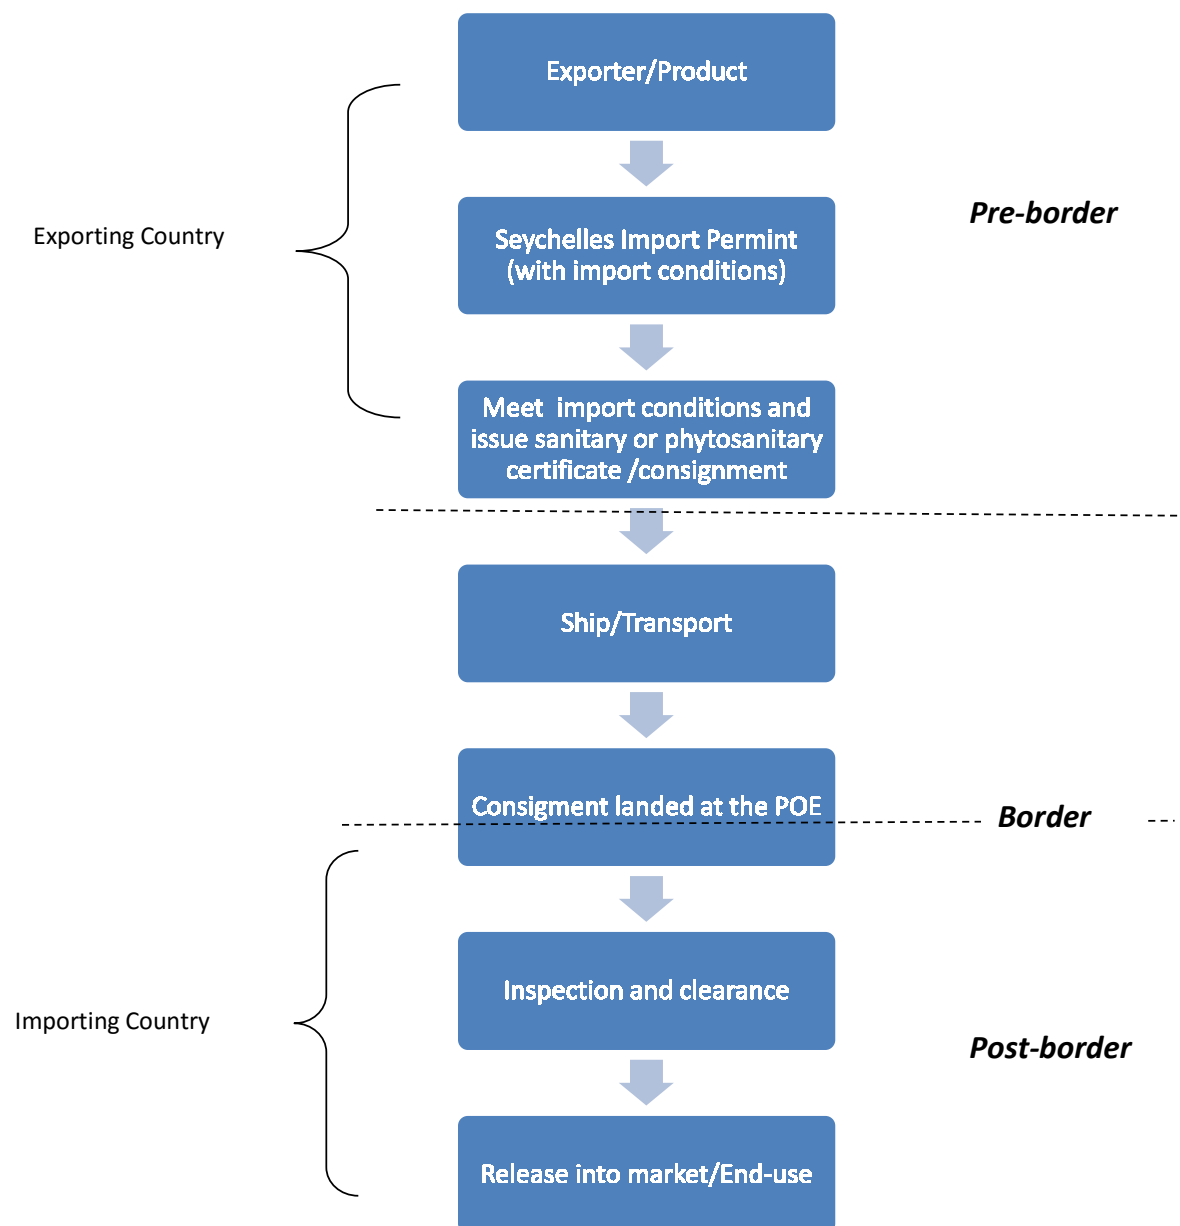 Exporter/Product
Exporting Country
Pre-border
Seychelles Import Permint
(with import conditions)
Meet  import conditions and
issue sanitary or phytosanitary
certificate /consignment
Ship/Transport
Consigment landed at the POE
Border
Inspection and clearance
Importing Country
Post-border
Release into market/End-use